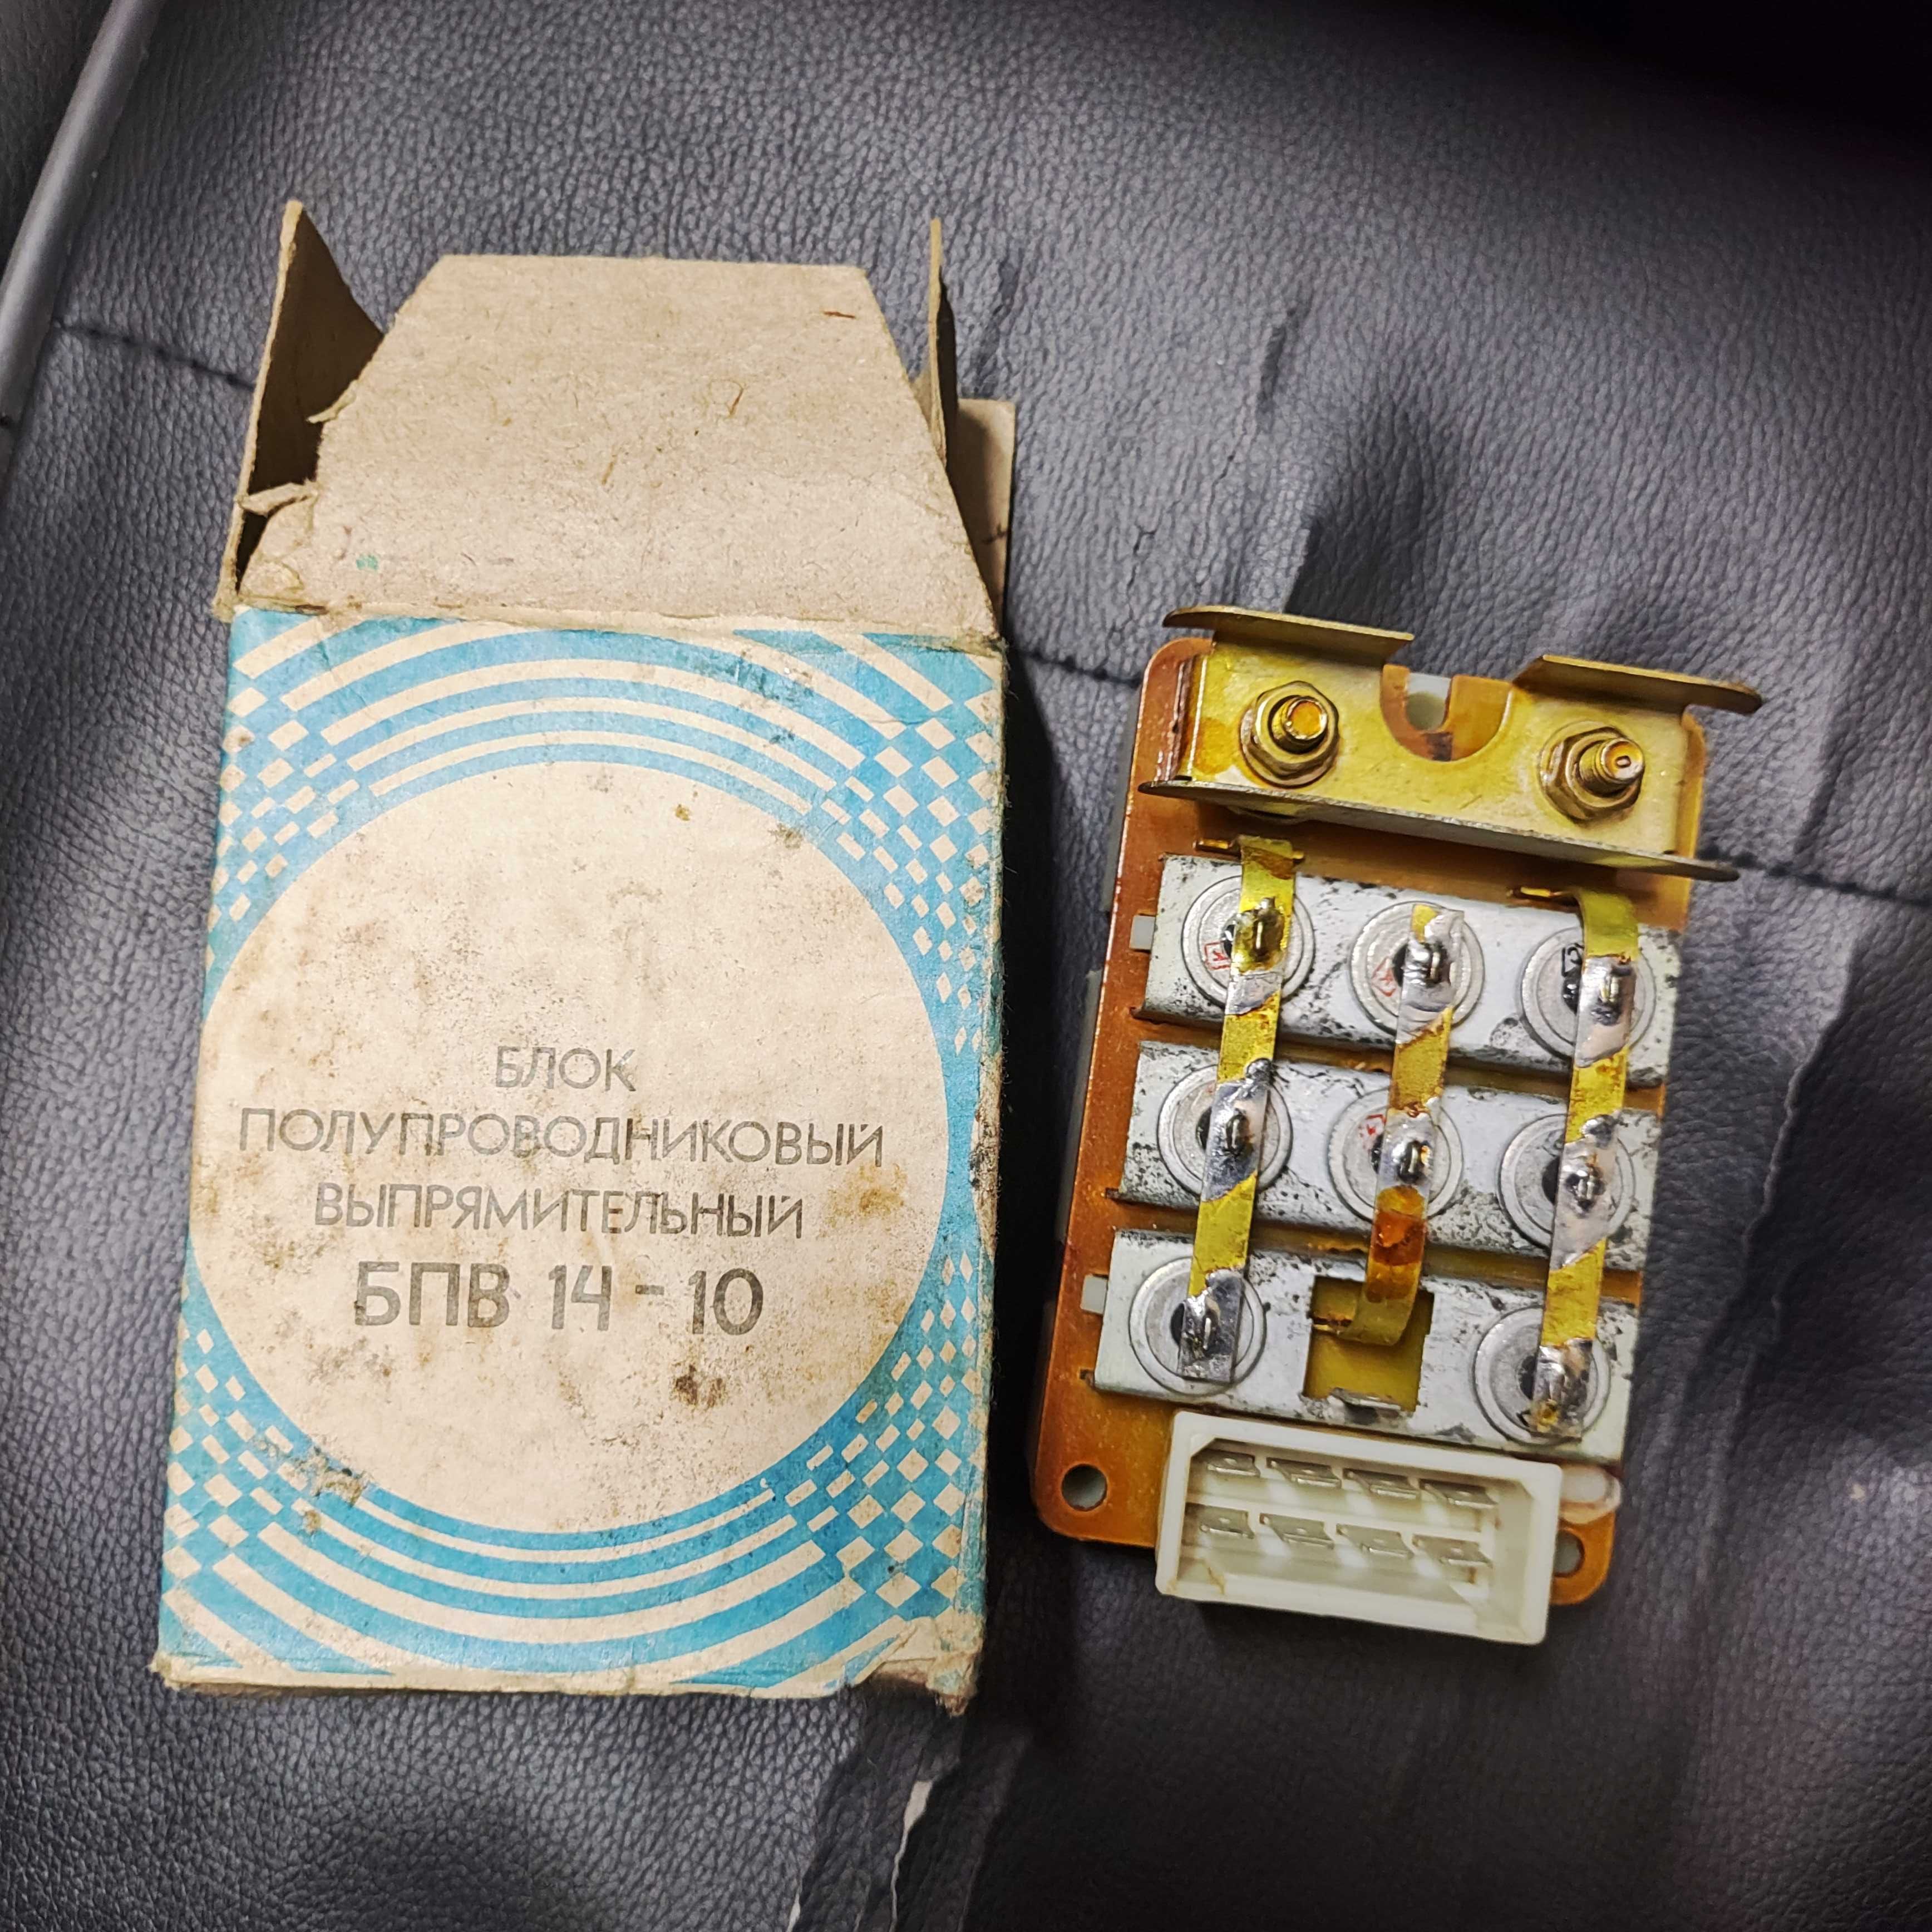 БЛОК
ПОЛУПРОВОДНИКОВЫЙ
ВЫПРЯМИТЕЛЬНЫЙ
БПВ 14-10